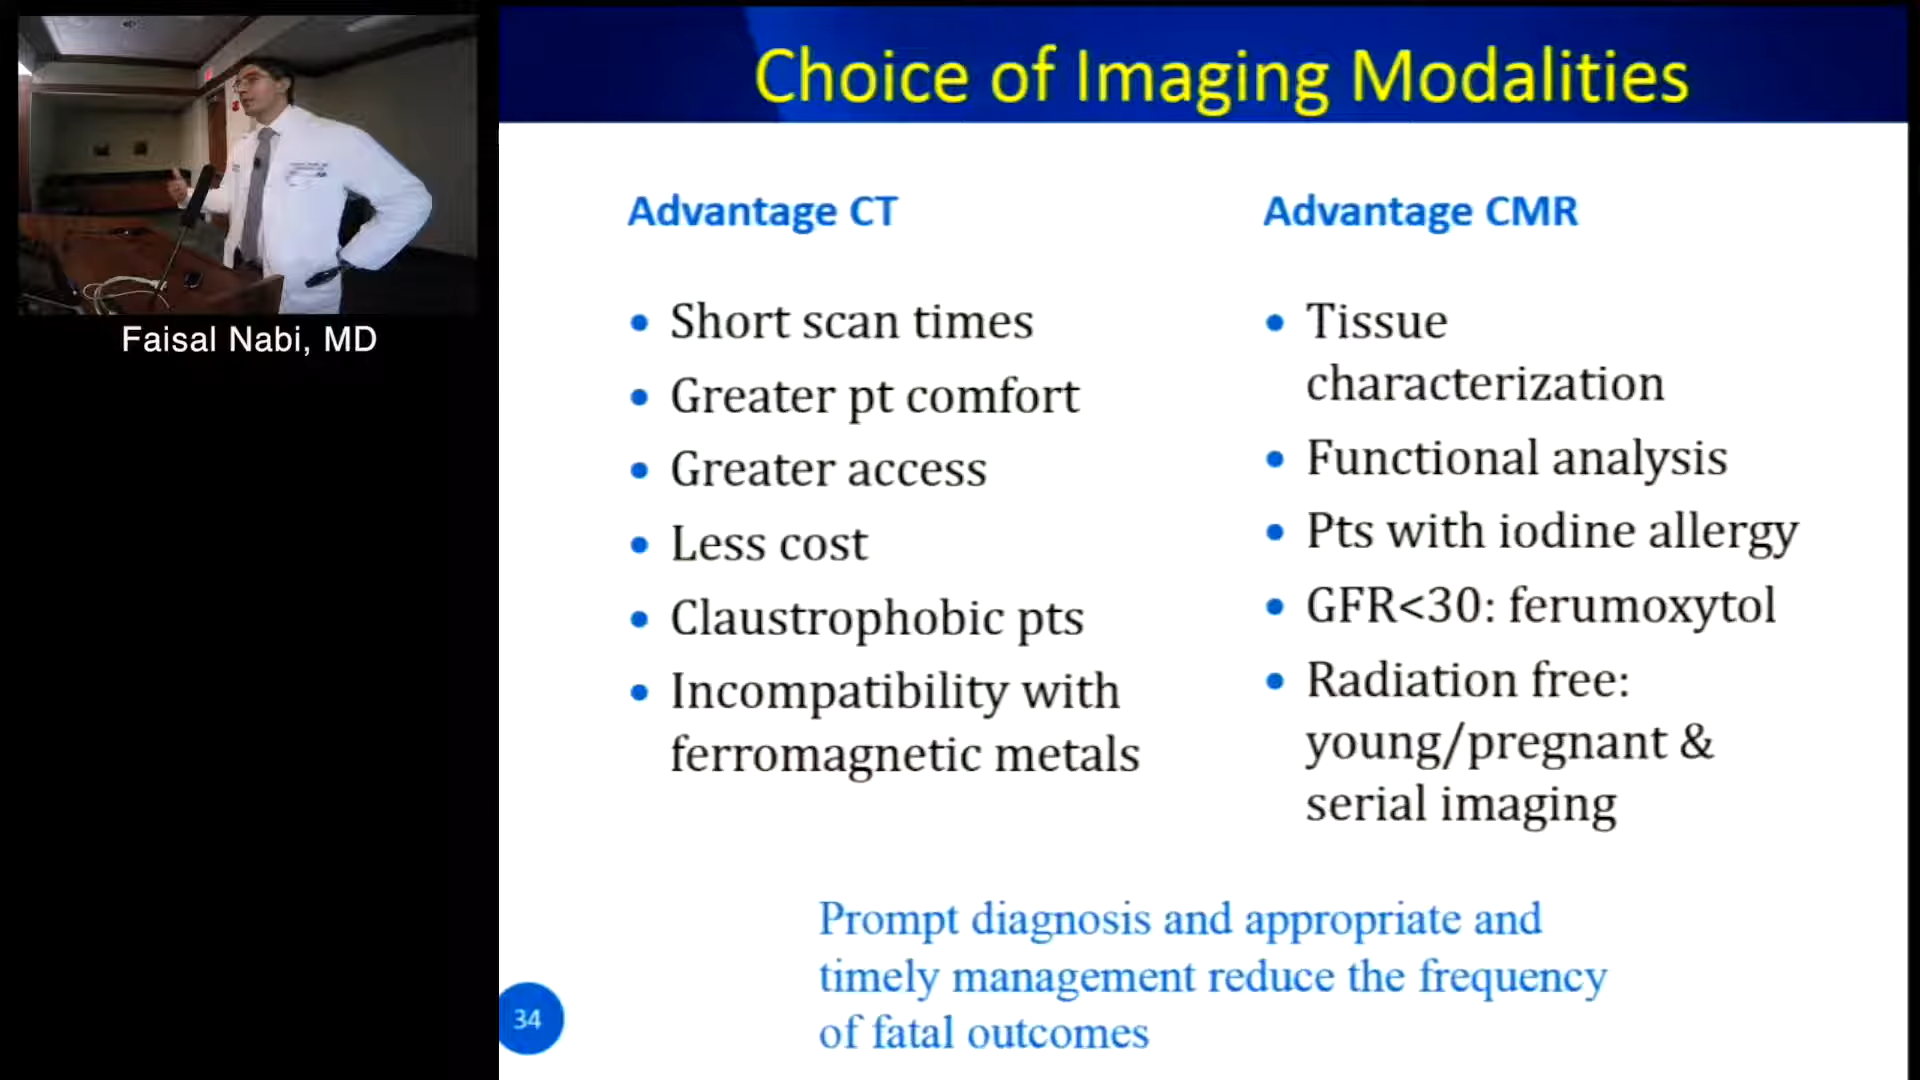 Faisal Nabi, MD
Choice of Imaging Modalities
Advantage CT
• Short scan times
• Greater pt comfort
• Greater access
• Less cost
• Claustrophobic pts
• Incompatibility with
ferromagnetic metals
Advantage CMR
• Tissue
characterization
• Functional analysis
• Pts with iodine allergy
• GFR<30: ferumoxytol
• Radiation free:
young/pregnant &
serial imaging
Prompt diagnosis and appropriate and
timely management reduce the frequency
of fatal outcomes
34